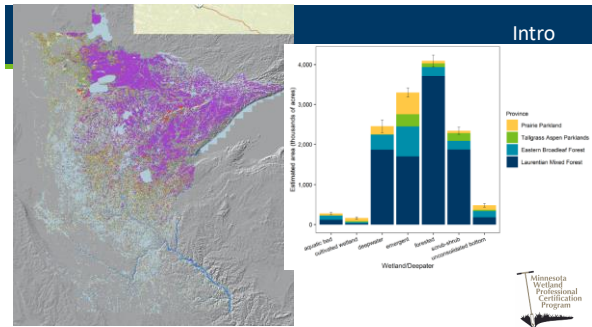 Intro
4,000
3,000
2,000
1,000
0
Estimated area (thousands of acres)
aquatic bed
cultivated wetland
deepwater
emergent
forested
scrub-shrub
unconsolidated bottom
Wetland/Deepater
Province
Prairie Parkland
Tallgrass Aspen Parklands
Eastern Broadleaf Forest
Laurentian Mixed Forest
Minnesota
Wetland
Professional
Certification
Program